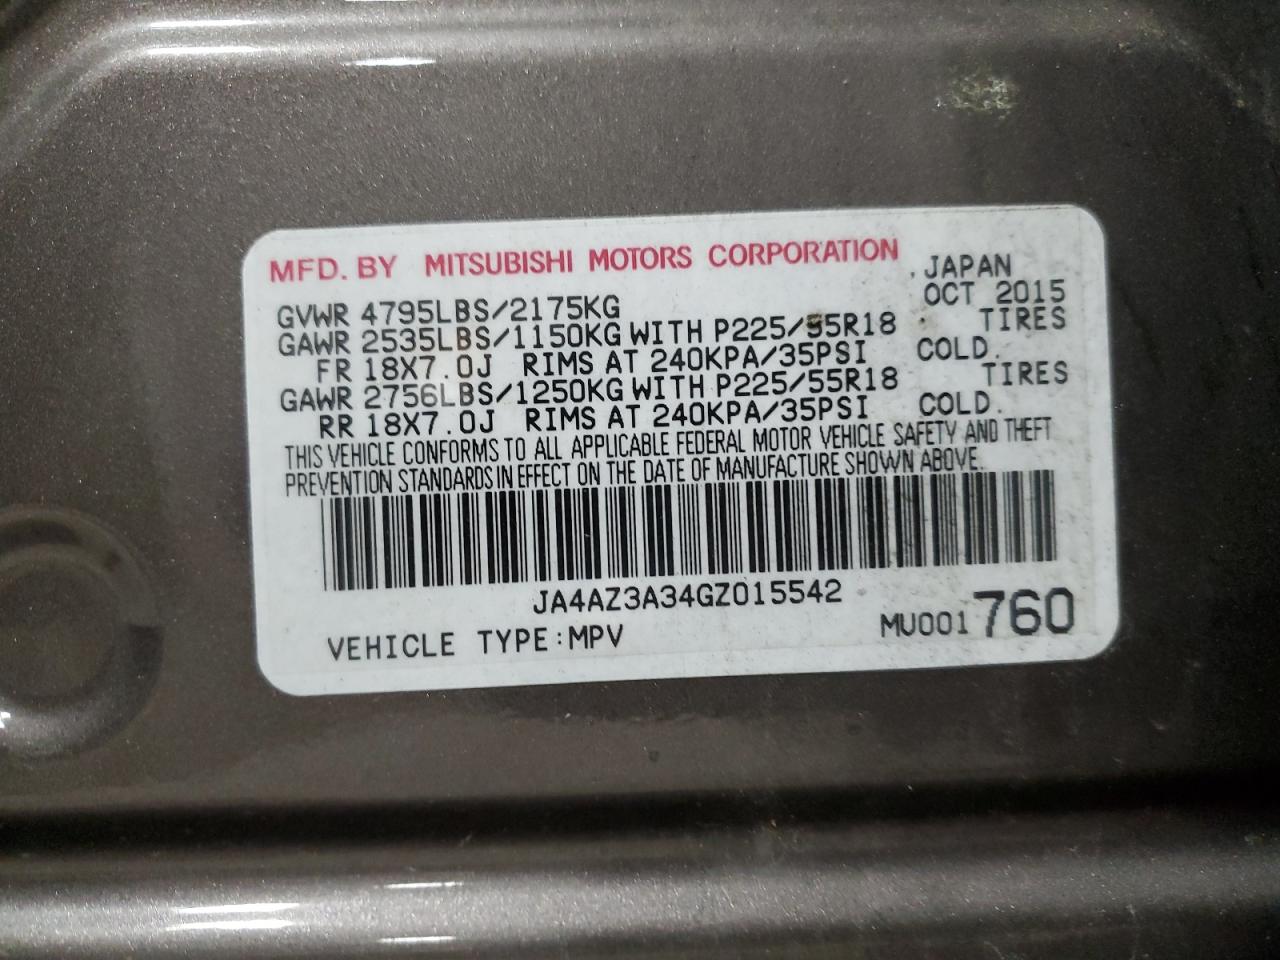 MFD. BY MITSUBISHI MOTORS CORPORATION JAPAN
GVWR 4795LBS/2175KG OCT 2015
GAWR 2535LBS/1150KG WITH P225/55R18 TIRES
FR 18X7.0J RIMS AT 240KPA/35PSI COLD.
GAWR 2756LBS/1250KG WITH P225/55R18 TIRES
RR 18X7.0J RIMS AT 240KPA/35PSI COLD.
THIS VEHICLE CONFORMS TO ALL APPLICABLE FEDERAL MOTOR VEHICLE SAFETY AND THEFT
PREVENTION STANDARDS IN EFFECT ON THE DATE OF MANUFACTURE SHOWN ABOVE.
JA4AZ3A34GZ015542
VEHICLE TYPE:MPV MU001760